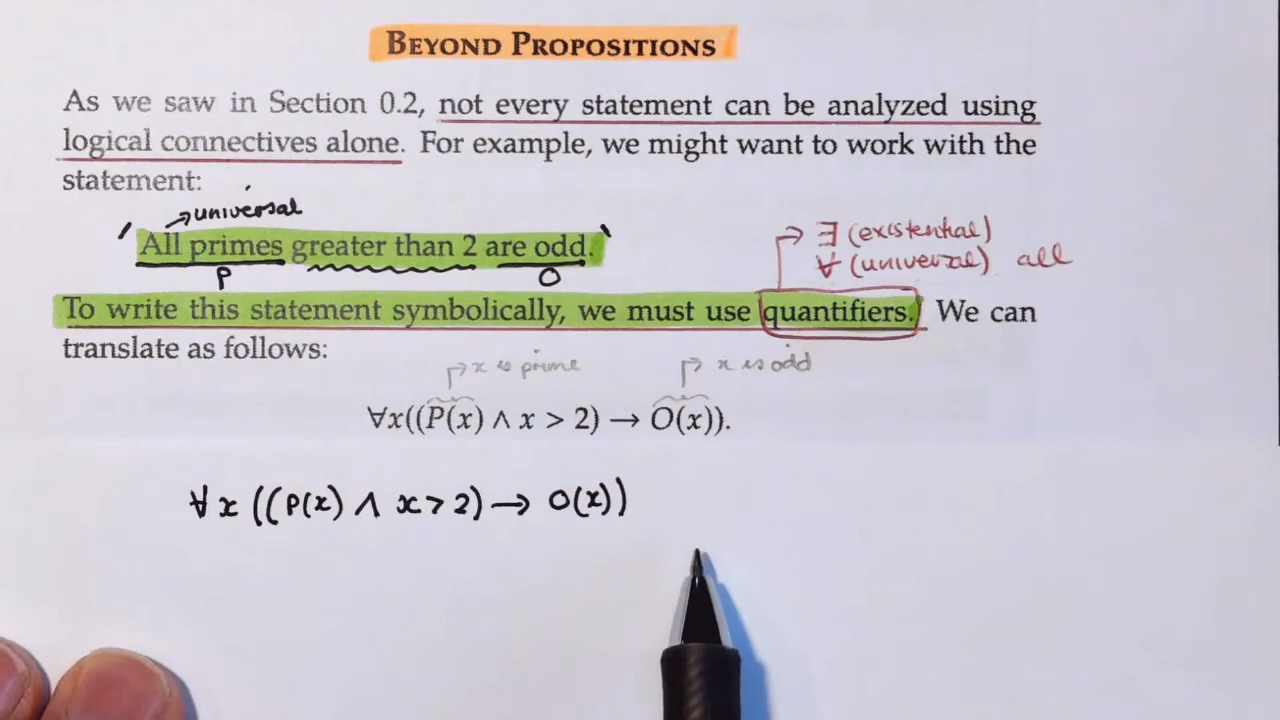 BEYOND PROPOSITIONS
As we saw in Section 0.2, not every statement can be analyzed using
logical connectives alone. For example, we might want to work with the
statement:
→universal
'All primes greater than 2 are odd.'
P O
→ ∃ (existential)
∀ (universal) all
To write this statement symbolically, we must use quantifiers. We can
translate as follows:
→ x is prime → x is odd
∀x((P(x) ∧ x > 2) → O(x)).
∀x ((P(x) ∧ x > 2) → O(x))